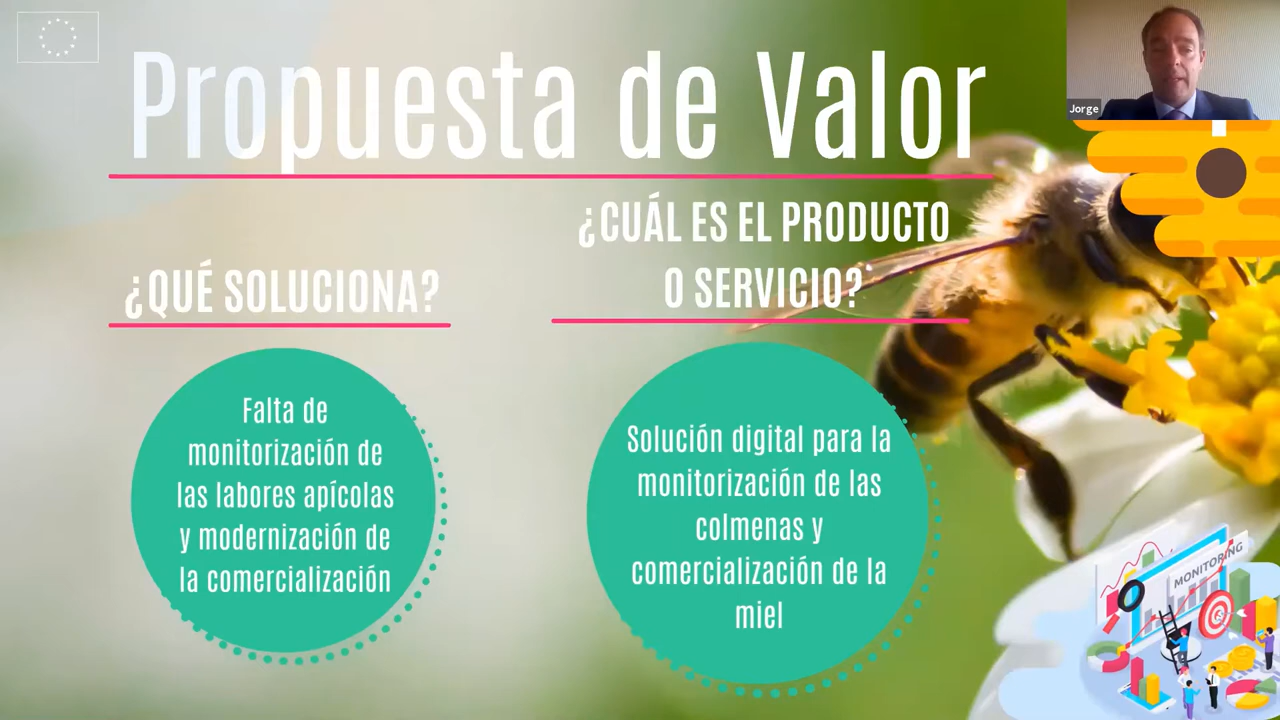 Propuesta de Valor
Jorge
¿QUÉ SOLUCIONA?
Falta de
monitorización de
las labores apícolas
y modernización de
la comercialización
¿CUÁL ES EL PRODUCTO
O SERVICIO?
Solución digital para la
monitorización de las
colmenas y
comercialización de la
miel
MONITORING